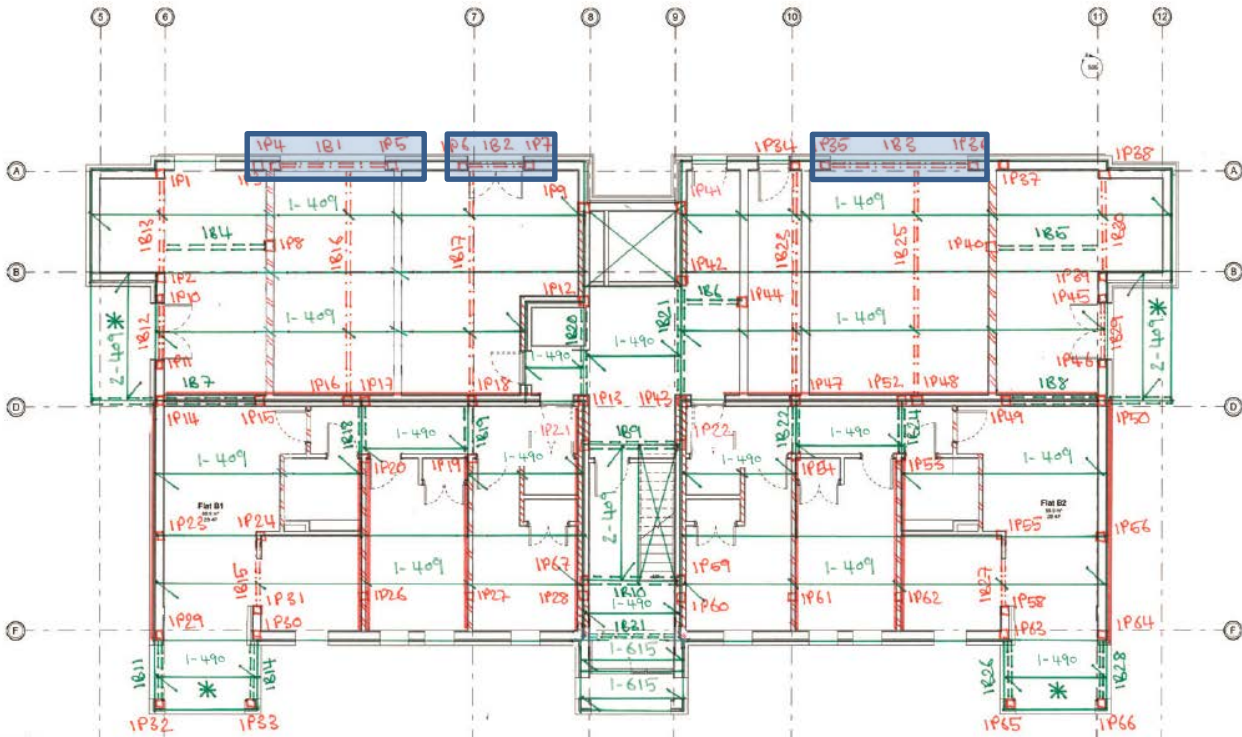 5 6 7 8 9 10 11 12
1P4 1B1 1P5 1P6 1B2 1P7 1P34 1P35 1B3 1P36 1P38
A 1P1 1P3 1P9 1P41 1P37 A
1-409 1-409
1B13 1B4 1P8 1B16 1B17 1B23 1B25 1P40 1B5 1B30
B 1P2 1P42 1P39 B
1P10 1P12 1B6 1P44 1P45
2-409 * 1B12 1-409 1B20 1B21 1-409 1B29 2-409 *
1-490 1-490
1P11 1P46
1B7 1P16 1P17 1P18 1P47 1P52 1P48 1B8
D 1P14 1P15 1P13 1P43 1P49 1P50 D
1B18 1-490 1B19 1P21 1B9 1P22 1B22 1-490 1B24
1-409 1P20 1P19 1-490 1-490 1P54 1P53 1-409
Flat B1 2-409 Flat B2
1P23 1P24 1P55 1P56
1B15 1-409 1P67 1P69 1-409 1B27
1P31 1P26 1P27 1P28 1B10 1P60 1P61 1P62 1P58
1-490
F 1P29 1P30 1B31 1P63 1P64 F
1B11 1-490 1B14 1-615 1B26 1-490 1B28
* 1-615 *
1P32 1P33 1P65 1P66